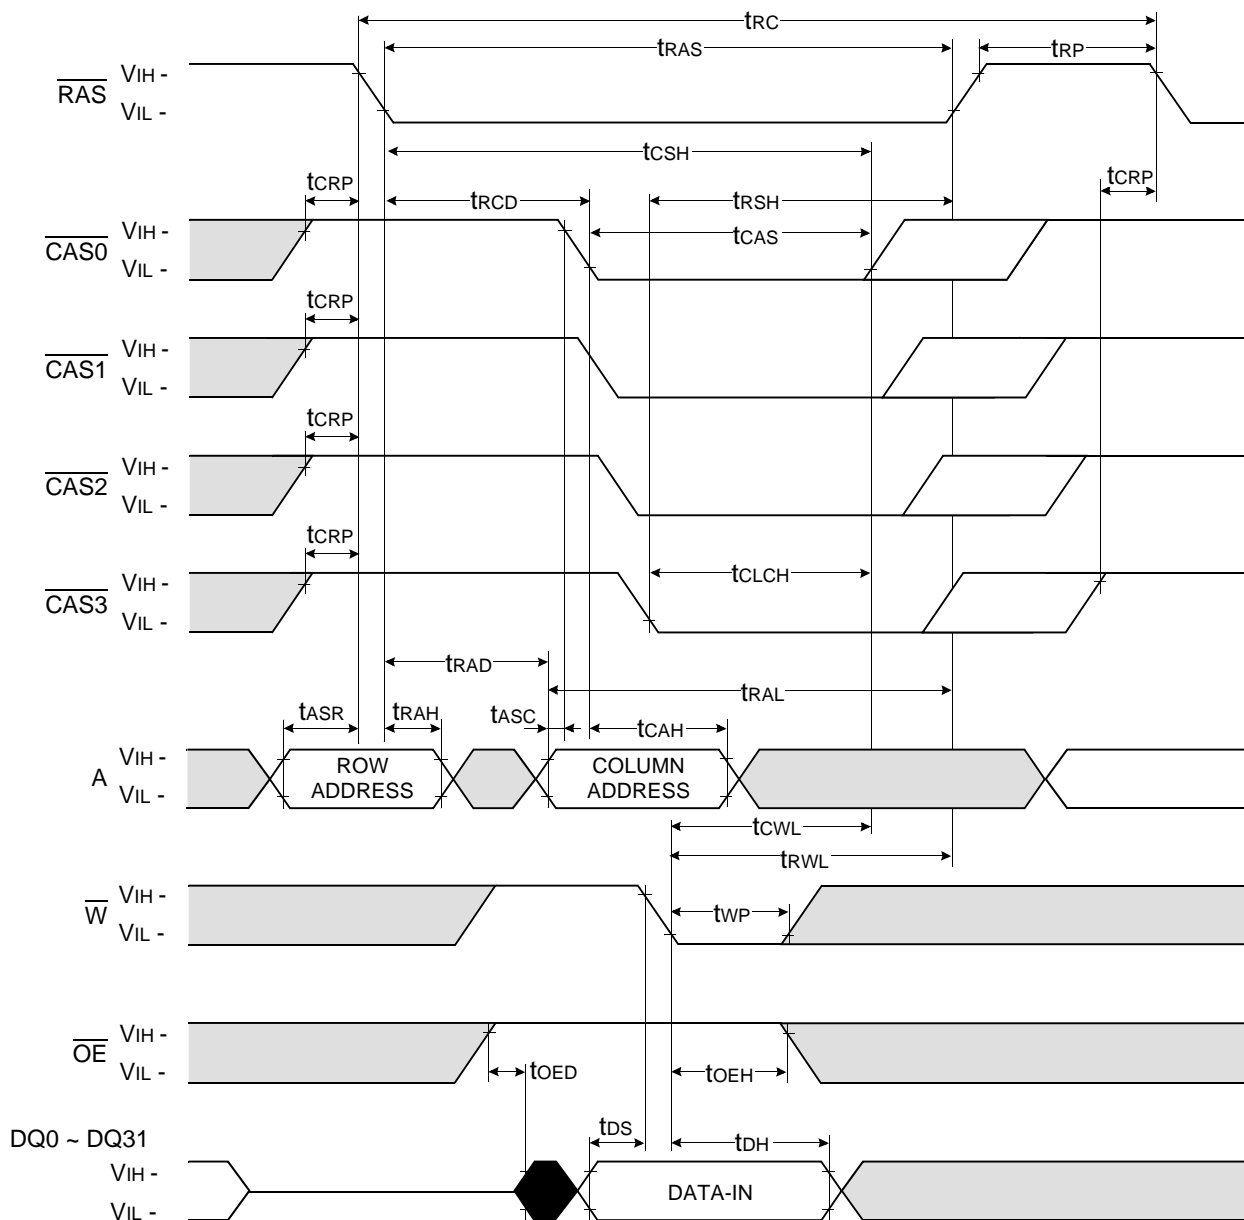 tRC
tRAS
tRP
RAS
VIH -
VIL -
tCSH
tCRP
tRCD
tRSH
tCRP
CAS0
VIH -
VIL -
tCAS
tCRP
CAS1
VIH -
VIL -
tCRP
CAS2
VIH -
VIL -
tCRP
CAS3
VIH -
VIL -
tCLCH
tRAD
tRAL
tASR
tRAH
tASC
tCAH
A
VIH -
VIL -
ROW
ADDRESS
COLUMN
ADDRESS
tCWL
tRWL
W
VIH -
VIL -
tWP
OE
VIH -
VIL -
tOED
tOEH
DQ0 ~ DQ31
VIH -
VIL -
tDS
tDH
DATA-IN